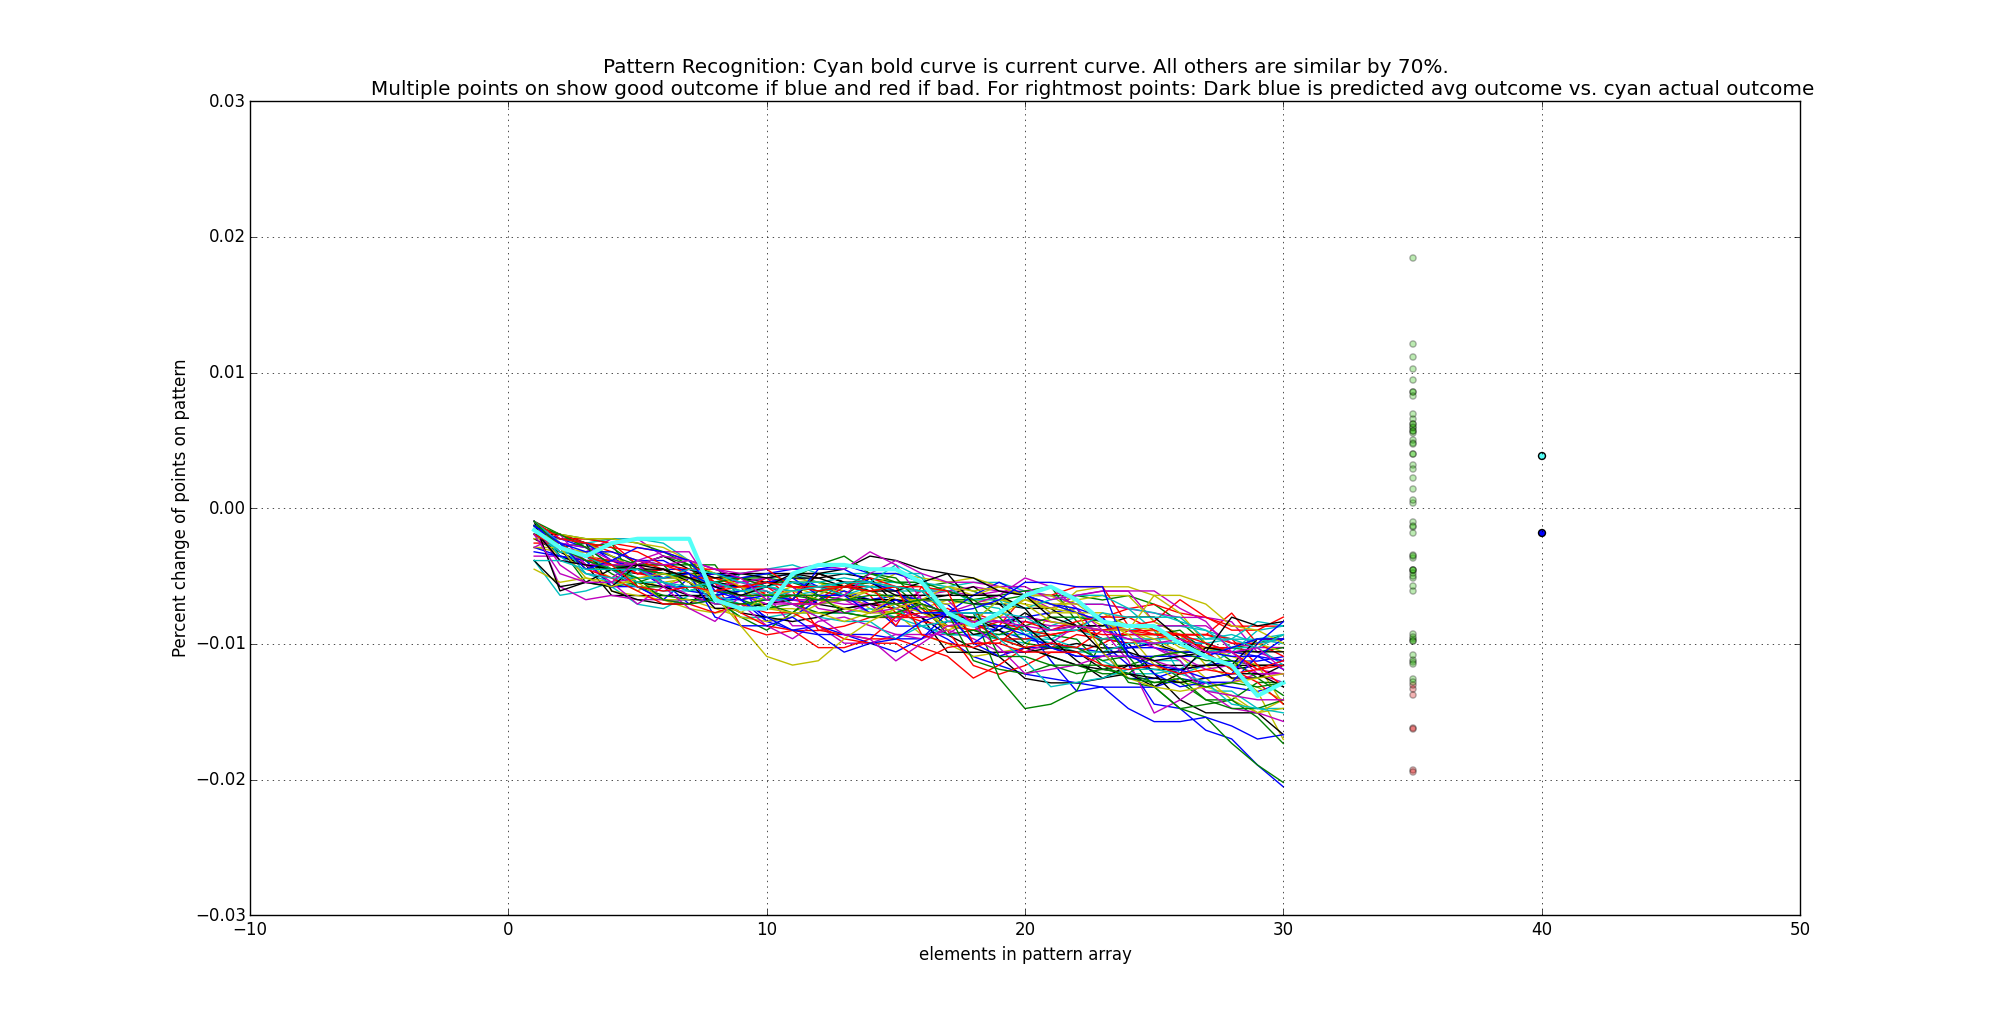 Pattern Recognition: Cyan bold curve is current curve. All others are similar by 70%.
Multiple points on show good outcome if blue and red if bad. For rightmost points: Dark blue is predicted avg outcome vs. cyan actual outcome
0.03
0.02
0.01
0.00
−0.01
−0.02
−0.03
Percent change of points on pattern
−10 0 10 20 30 40 50
elements in pattern array